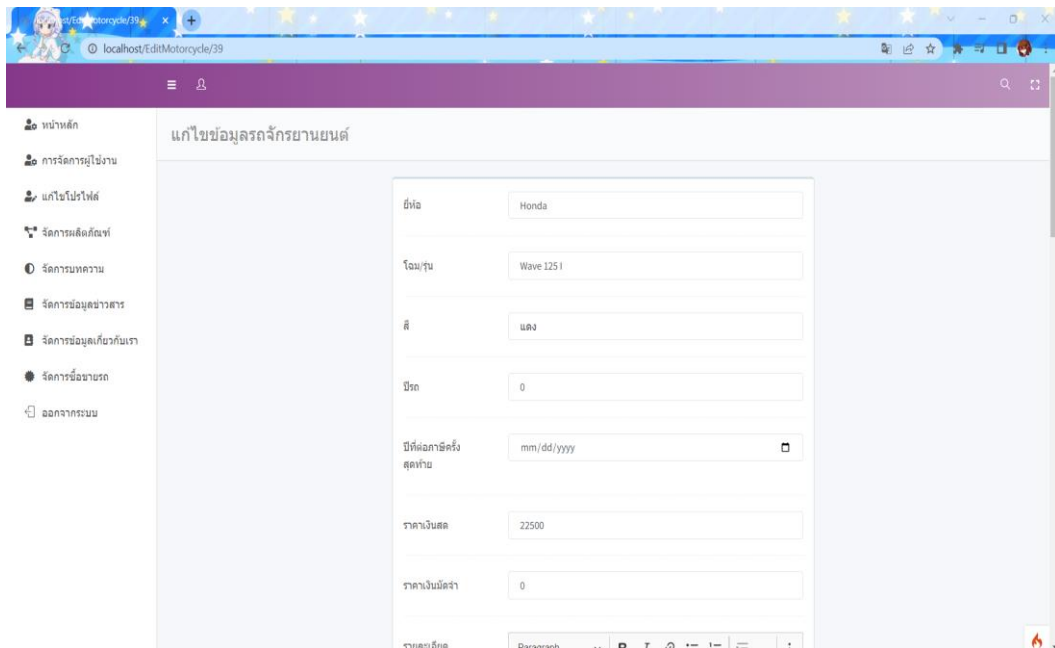 localhost/EditMotorcycle/39
หน้าหลัก
การจัดการผู้ใช้งาน
แก้ไขโปรไฟล์
จัดการผลิตภัณฑ์
จัดการบทความ
จัดการข้อมูลข่าวสาร
จัดการข้อมูลเกี่ยวกับเรา
จัดการซื้อขายรถ
ออกจากระบบ
แก้ไขข้อมูลรถจักรยานยนต์
ยี่ห้อ
Honda
โฉม/รุ่น
Wave 125 I
สี
แดง
ปีรถ
0
ปีที่ต่อภาษีครั้ง
สุดท้าย
mm/dd/yyyy
ราคาเงินสด
22500
ราคาเงินมัดจำ
0
รายละเอียด
Paragraph